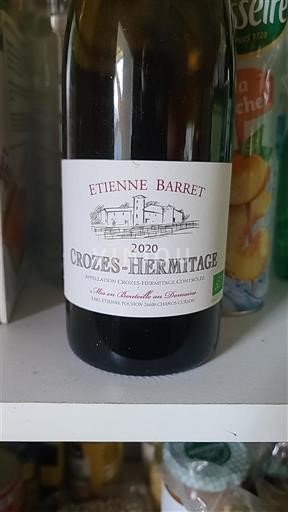 ETIENNE BARRET
2020
CROZES-HERMITAGE
APPELLATION CROZES-HERMITAGE CONTRÔLÉE
Mis en Bouteille au Domaine
EARL ETIENNE POCHON 26600 CHANOS CURSON